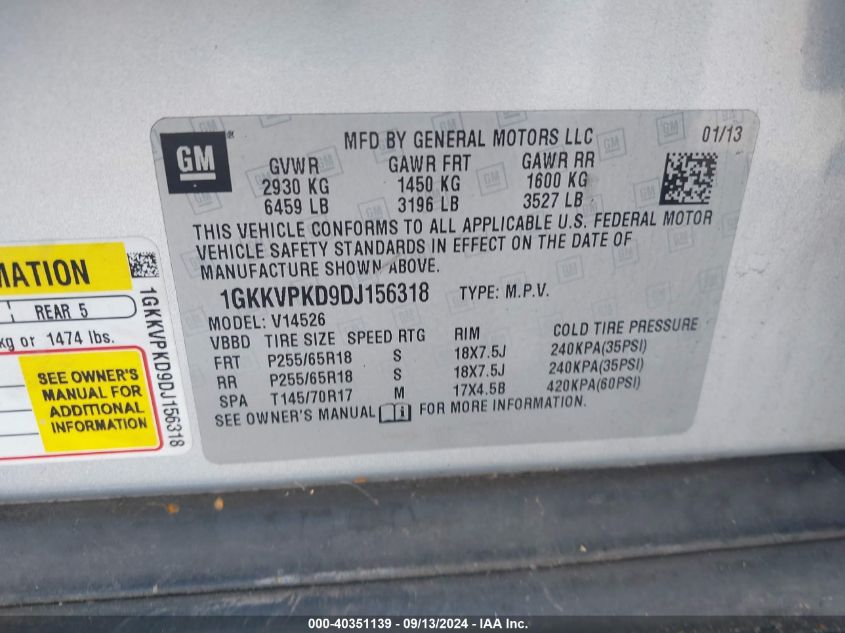 GM
MFD BY GENERAL MOTORS LLC
01/13
GVWR GAWR FRT GAWR RR
2930 KG 1450 KG 1600 KG
6459 LB 3196 LB 3527 LB
THIS VEHICLE CONFORMS TO ALL APPLICABLE U.S. FEDERAL MOTOR
VEHICLE SAFETY STANDARDS IN EFFECT ON THE DATE OF
MANUFACTURE SHOWN ABOVE.
1GKKVPKD9DJ156318 TYPE: M.P.V.
MODEL: V14526
VBBD TIRE SIZE SPEED RTG RIM COLD TIRE PRESSURE
FRT P255/65R18 S 18X7.5J 240KPA(35PSI)
RR P255/65R18 S 18X7.5J 240KPA(35PSI)
SPA T145/70R17 M 17X4.5B 420KPA(60PSI)
SEE OWNER'S MANUAL FOR MORE INFORMATION.
MATION
REAR 5
kg or 1474 lbs.
SEE OWNER'S
MANUAL FOR
ADDITIONAL
INFORMATION
1GKKVPKD9DJ156318
000-40351139 - 09/13/2024 - IAA Inc.